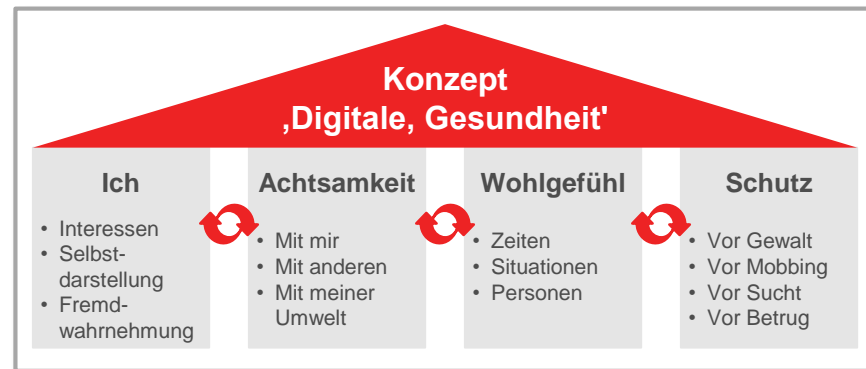 Konzept
‚Digitale, Gesundheit'
Ich
• Interessen
• Selbst-
darstellung
• Fremd-
wahrnehmung
Achtsamkeit
• Mit mir
• Mit anderen
• Mit meiner
Umwelt
Wohlgefühl
• Zeiten
• Situationen
• Personen
Schutz
• Vor Gewalt
• Vor Mobbing
• Vor Sucht
• Vor Betrug